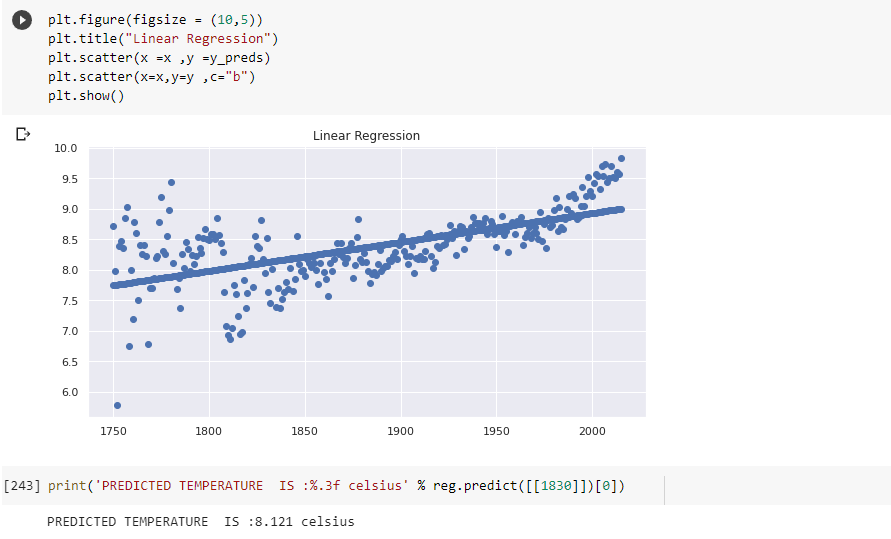 plt.figure(figsize = (10,5))
plt.title("Linear Regression")
plt.scatter(x =x ,y =y_preds)
plt.scatter(x=x,y=y ,c="b")
plt.show()
Linear Regression
10.0
9.5
9.0
8.5
8.0
7.5
7.0
6.5
6.0
1750 1800 1850 1900 1950 2000
[243] print('PREDICTED TEMPERATURE  IS :%.3f celsius' % reg.predict([[1830]])[0])
PREDICTED TEMPERATURE  IS :8.121 celsius